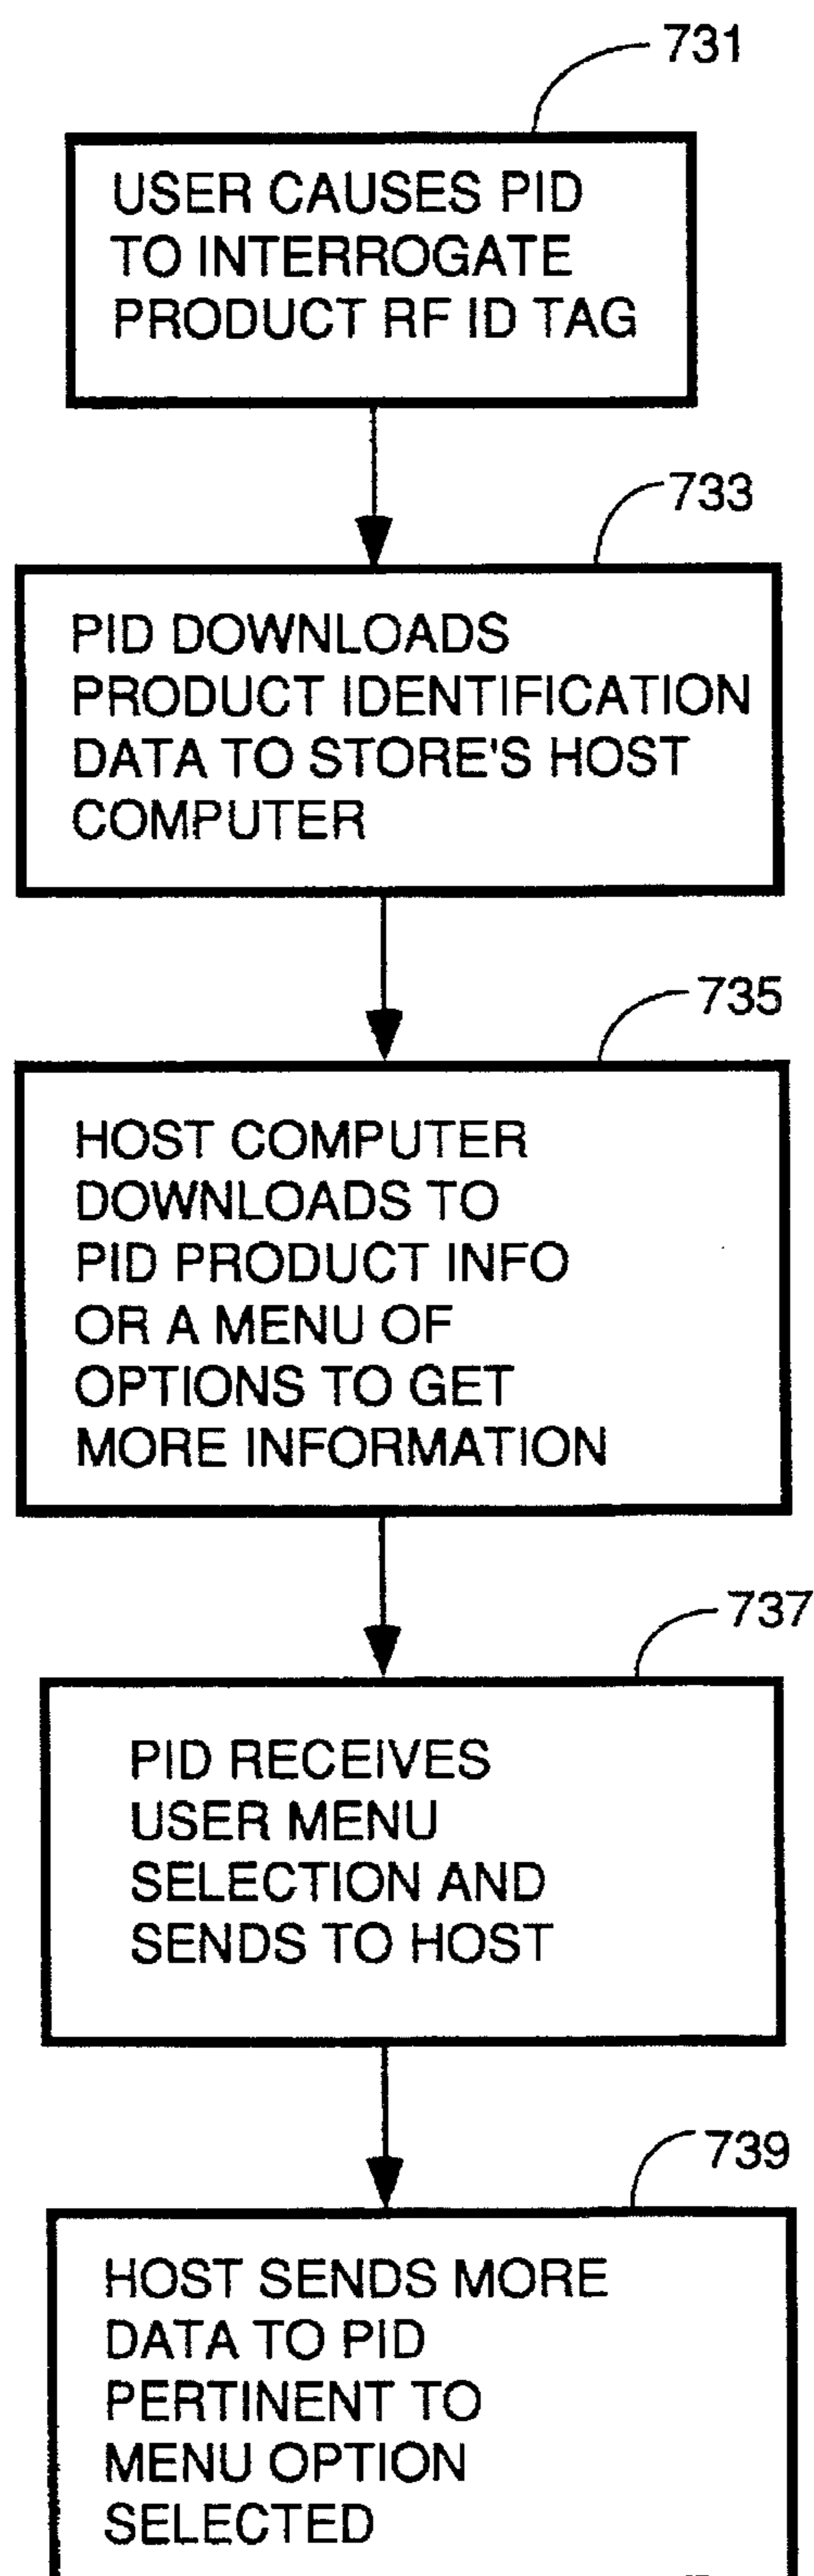 731
USER CAUSES PID
TO INTERROGATE
PRODUCT RF ID TAG
733
PID DOWNLOADS
PRODUCT IDENTIFICATION
DATA TO STORE'S HOST
COMPUTER
735
HOST COMPUTER
DOWNLOADS TO
PID PRODUCT INFO
OR A MENU OF
OPTIONS TO GET
MORE INFORMATION
737
PID RECEIVES
USER MENU
SELECTION AND
SENDS TO HOST
739
HOST SENDS MORE
DATA TO PID
PERTINENT TO
MENU OPTION
SELECTED